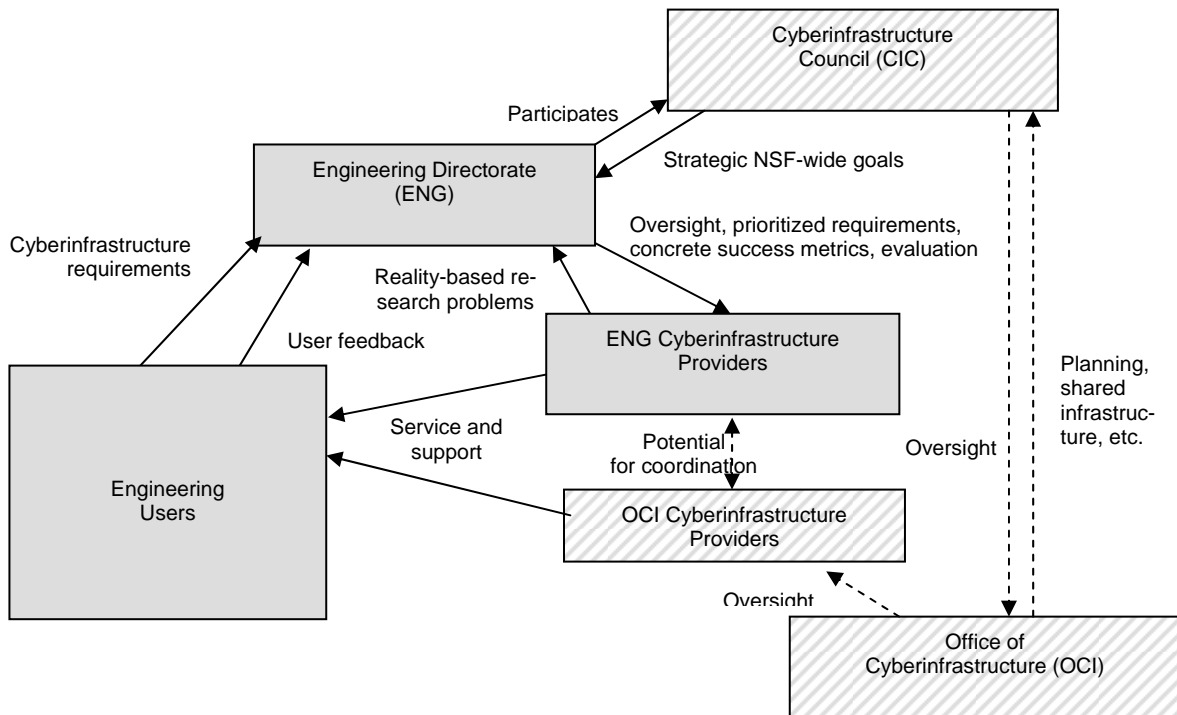 Cyberinfrastructure
Council (CIC)
Participates
Engineering Directorate
(ENG)
Strategic NSF-wide goals
Cyberinfrastructure
requirements
Oversight, prioritized requirements,
concrete success metrics, evaluation
Reality-based re-
search problems
User feedback
ENG Cyberinfrastructure
Providers
Planning,
shared
infrastruc-
ture, etc.
Service and
support
Potential
for coordination
Oversight
Engineering
Users
OCI Cyberinfrastructure
Providers
Oversight
Office of
Cyberinfrastructure (OCI)